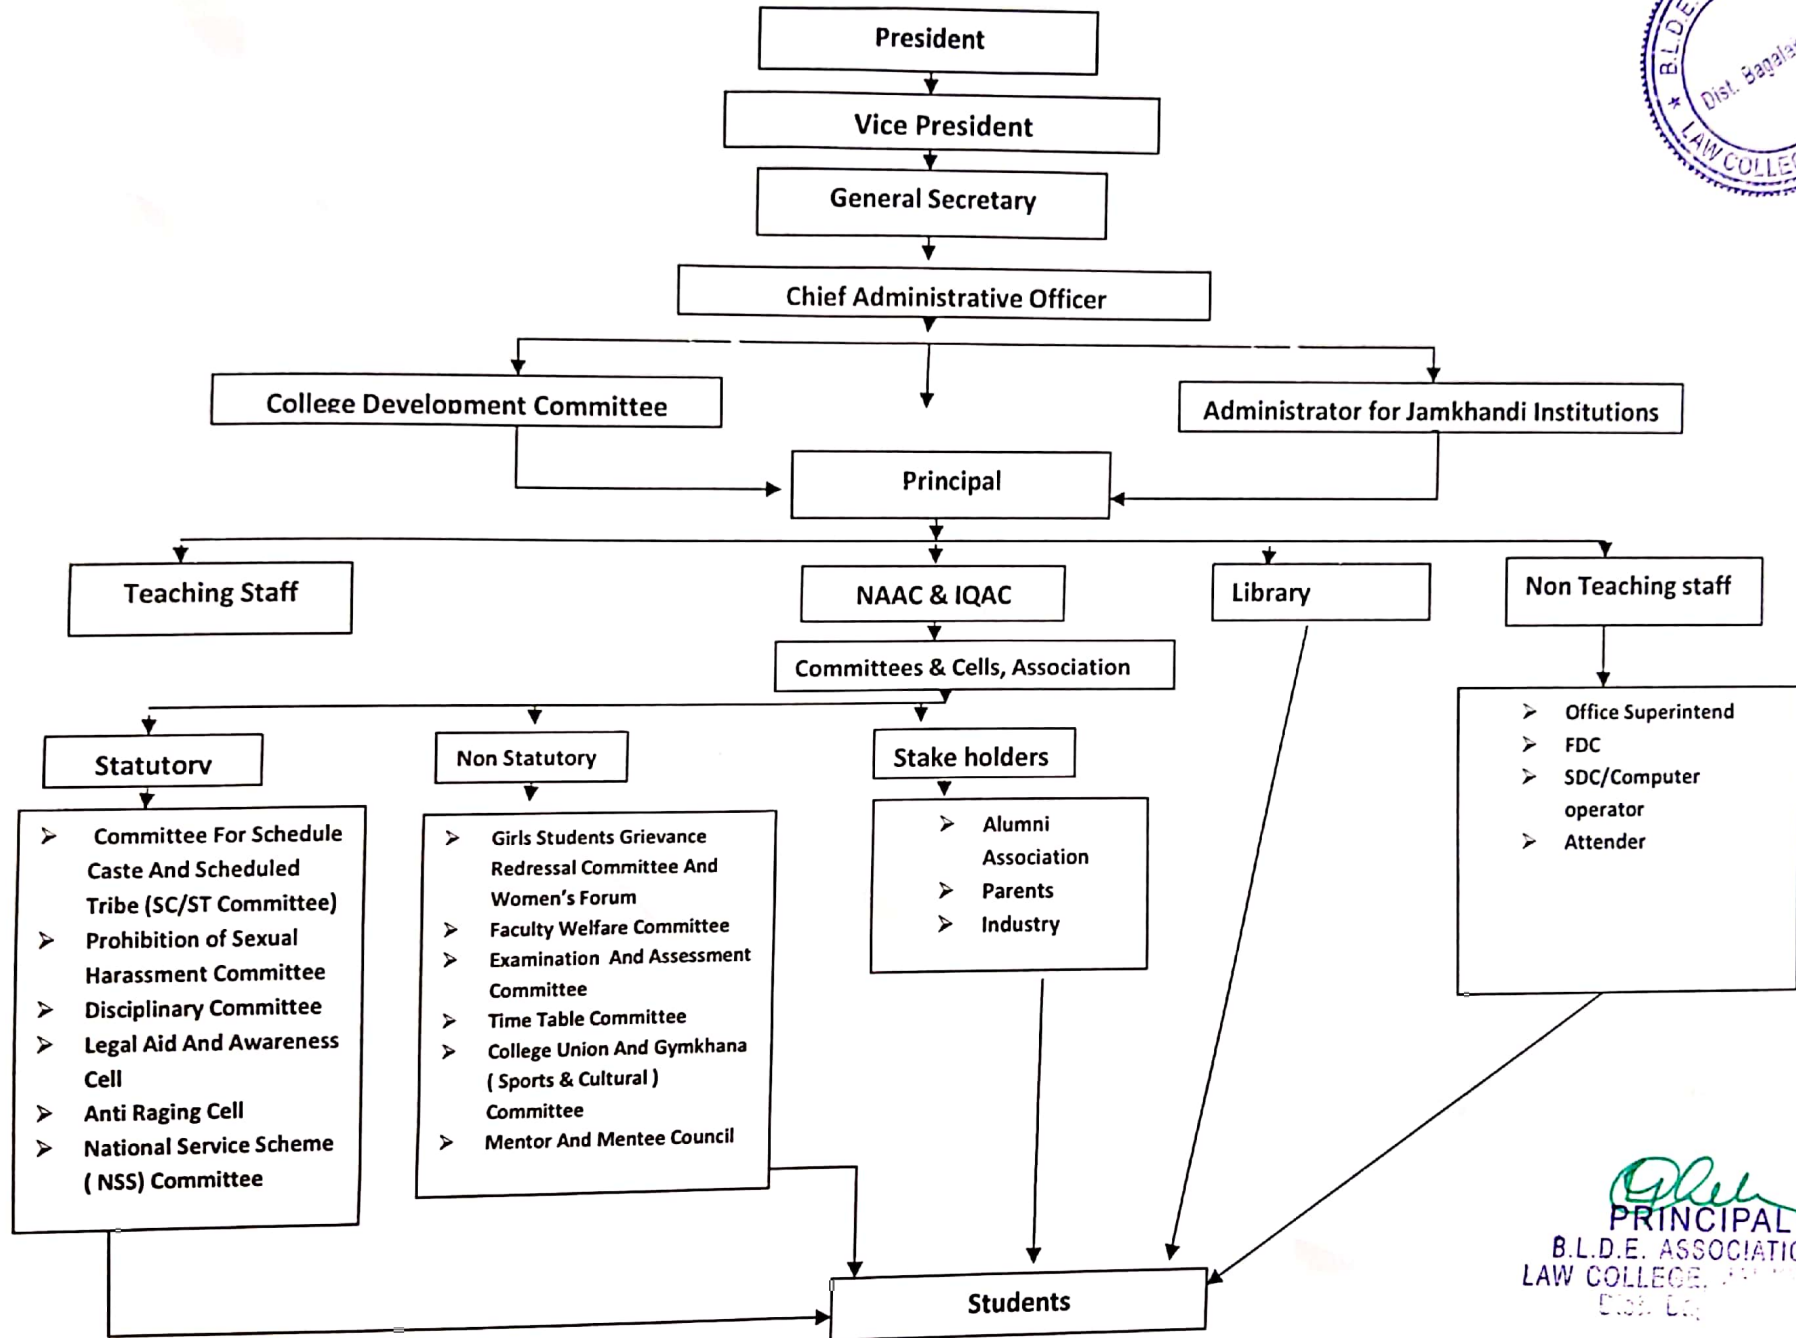 President
B.L.D.E.
Dist.
LAW COLLEG
Vice President
General Secretary
Chief Administrative Officer
College Development Committee
Administrator for Jamkhandi Institutions
Principal
Teaching Staff
NAAC & IQAC
Library
Non Teaching staff
Committees & Cells, Association
Statutory
Non Statutory
Stake holders
➢ Office Superintend
➢ FDC
➢ SDC/Computer
operator
➢ Attender
➢ Committee For Schedule
Caste And Scheduled
Tribe (SC/ST Committee)
➢ Prohibition of Sexual
Harassment Committee
➢ Disciplinary Committee
➢ Legal Aid And Awareness
Cell
➢ Anti Raging Cell
➢ National Service Scheme
( NSS) Committee
➢ Girls Students Grievance
Redressal Committee And
Women's Forum
➢ Faculty Welfare Committee
➢ Examination And Assessment
Committee
➢ Time Table Committee
➢ College Union And Gymkhana
( Sports & Cultural )
Committee
➢ Mentor And Mentee Council
➢ Alumni
Association
➢ Parents
➢ Industry
Students
PRINCIPAL
B.L.D.E. ASSOCIATIO
LAW COLLEGE,